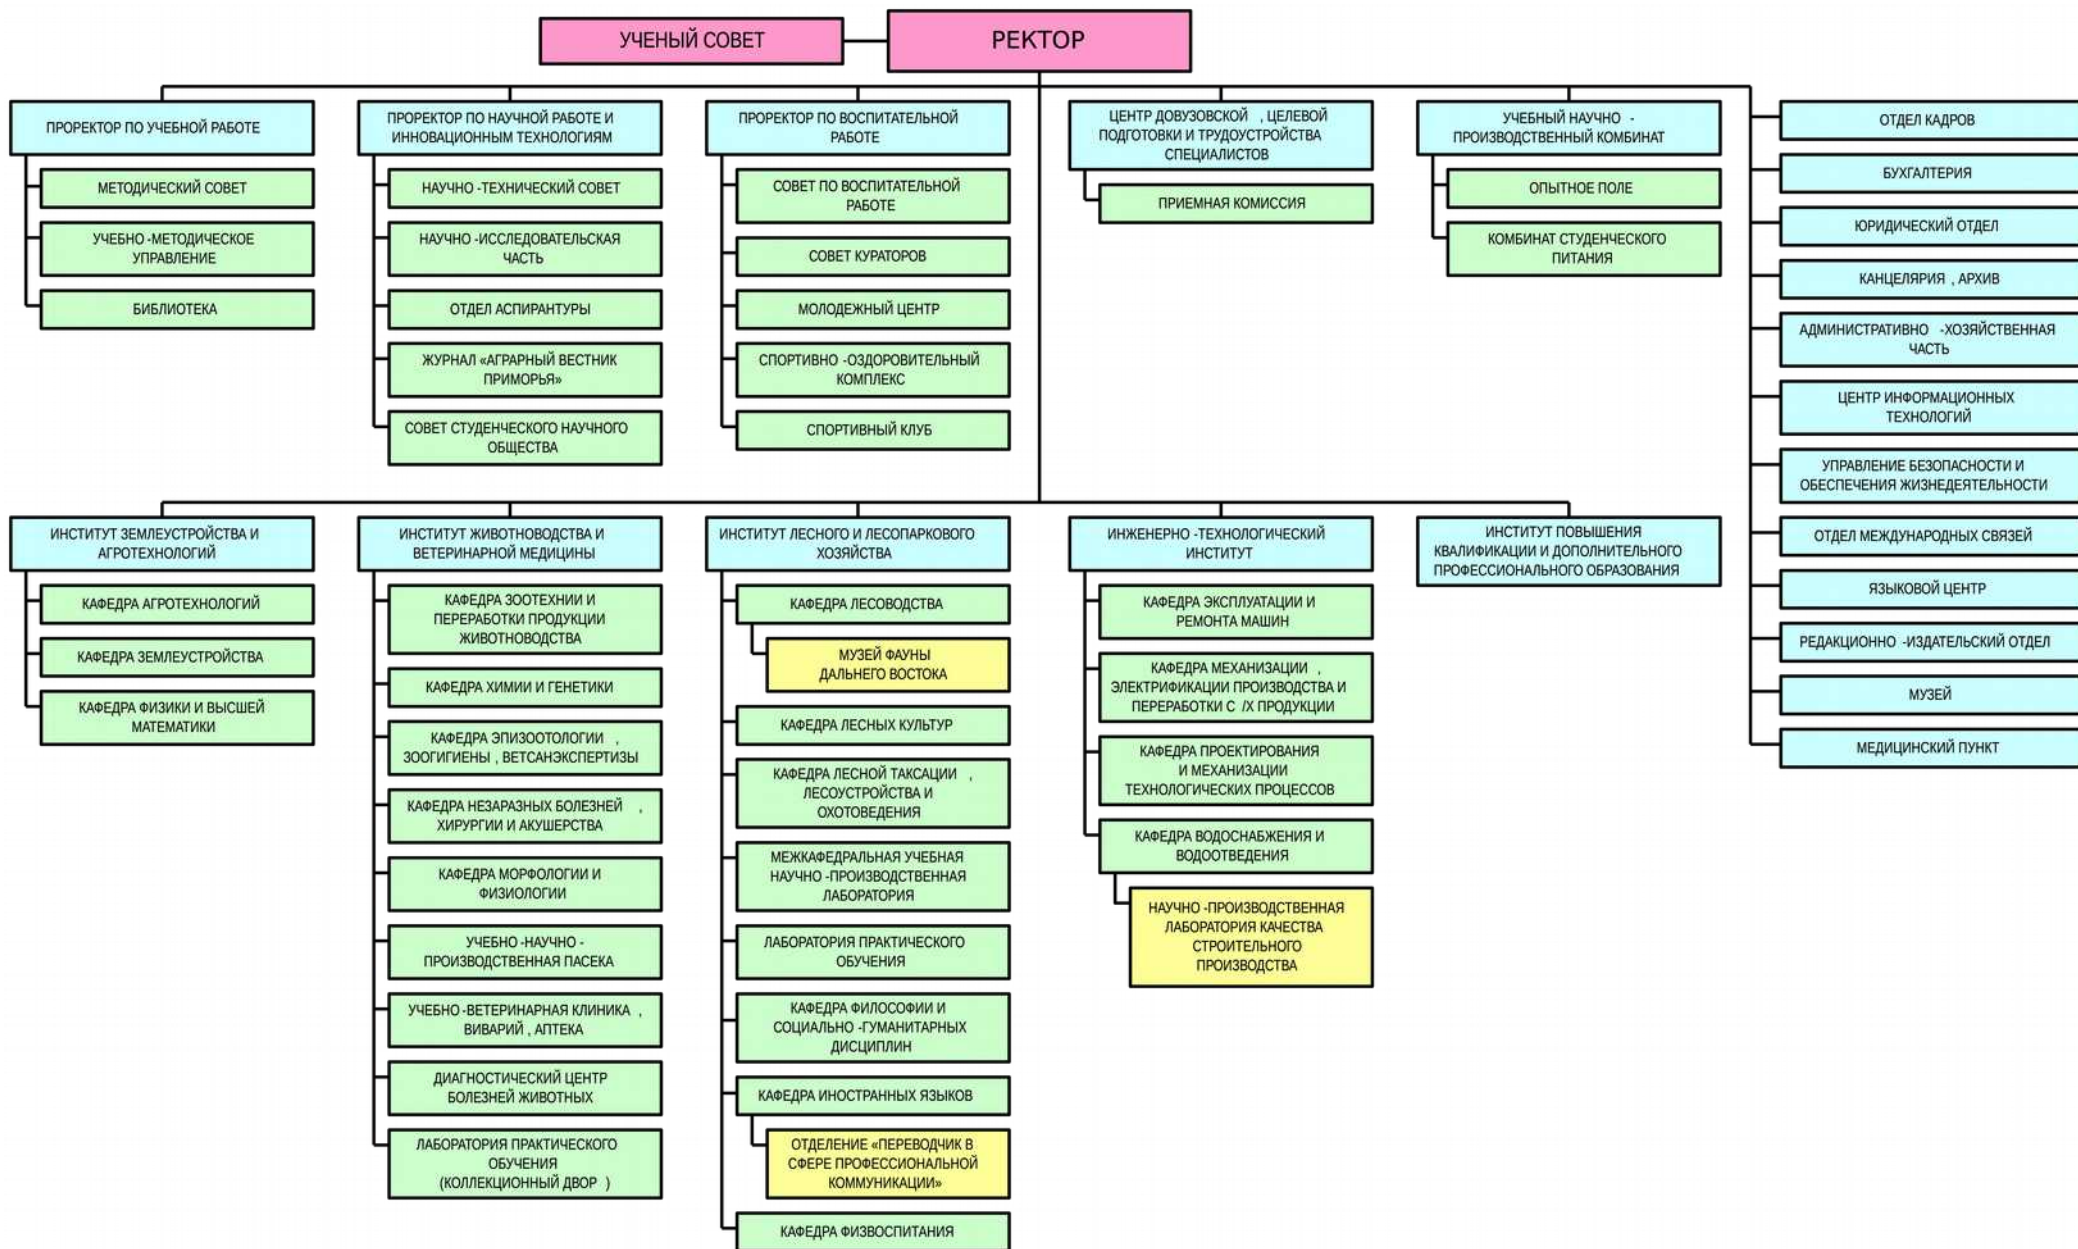 УЧЕНЫЙ СОВЕТ
РЕКТОР
ПРОРЕКТОР ПО УЧЕБНОЙ РАБОТЕ
МЕТОДИЧЕСКИЙ СОВЕТ
УЧЕБНО -МЕТОДИЧЕСКОЕ
УПРАВЛЕНИЕ
БИБЛИОТЕКА
ПРОРЕКТОР ПО НАУЧНОЙ РАБОТЕ И
ИННОВАЦИОННЫМ ТЕХНОЛОГИЯМ
НАУЧНО -ТЕХНИЧЕСКИЙ СОВЕТ
НАУЧНО -ИССЛЕДОВАТЕЛЬСКАЯ
ЧАСТЬ
ОТДЕЛ АСПИРАНТУРЫ
ЖУРНАЛ «АГРАРНЫЙ ВЕСТНИК
ПРИМОРЬЯ»
СОВЕТ СТУДЕНЧЕСКОГО НАУЧНОГО
ОБЩЕСТВА
ПРОРЕКТОР ПО ВОСПИТАТЕЛЬНОЙ
РАБОТЕ
СОВЕТ ПО ВОСПИТАТЕЛЬНОЙ
РАБОТЕ
СОВЕТ КУРАТОРОВ
МОЛОДЕЖНЫЙ ЦЕНТР
СПОРТИВНО -ОЗДОРОВИТЕЛЬНЫЙ
КОМПЛЕКС
СПОРТИВНЫЙ КЛУБ
ЦЕНТР ДОВУЗОВСКОЙ , ЦЕЛЕВОЙ
ПОДГОТОВКИ И ТРУДОУСТРОЙСТВА
СПЕЦИАЛИСТОВ
ПРИЕМНАЯ КОМИССИЯ
УЧЕБНЫЙ НАУЧНО -
ПРОИЗВОДСТВЕННЫЙ КОМБИНАТ
ОПЫТНОЕ ПОЛЕ
КОМБИНАТ СТУДЕНЧЕСКОГО
ПИТАНИЯ
ОТДЕЛ КАДРОВ
БУХГАЛТЕРИЯ
ЮРИДИЧЕСКИЙ ОТДЕЛ
КАНЦЕЛЯРИЯ , АРХИВ
АДМИНИСТРАТИВНО -ХОЗЯЙСТВЕННАЯ
ЧАСТЬ
ЦЕНТР ИНФОРМАЦИОННЫХ
ТЕХНОЛОГИЙ
УПРАВЛЕНИЕ БЕЗОПАСНОСТИ И
ОБЕСПЕЧЕНИЯ ЖИЗНЕДЕЯТЕЛЬНОСТИ
ОТДЕЛ МЕЖДУНАРОДНЫХ СВЯЗЕЙ
ЯЗЫКОВОЙ ЦЕНТР
РЕДАКЦИОННО -ИЗДАТЕЛЬСКИЙ ОТДЕЛ
МУЗЕЙ
МЕДИЦИНСКИЙ ПУНКТ
ИНСТИТУТ ЗЕМЛЕУСТРОЙСТВА И
АГРОТЕХНОЛОГИЙ
КАФЕДРА АГРОТЕХНОЛОГИЙ
КАФЕДРА ЗЕМЛЕУСТРОЙСТВА
КАФЕДРА ФИЗИКИ И ВЫСШЕЙ
МАТЕМАТИКИ
ИНСТИТУТ ЖИВОТНОВОДСТВА И
ВЕТЕРИНАРНОЙ МЕДИЦИНЫ
КАФЕДРА ЗООТЕХНИИ И
ПЕРЕРАБОТКИ ПРОДУКЦИИ
ЖИВОТНОВОДСТВА
КАФЕДРА ХИМИИ И ГЕНЕТИКИ
КАФЕДРА ЭПИЗООТОЛОГИИ ,
ЗООГИГИЕНЫ , ВЕТСАНЭКСПЕРТИЗЫ
КАФЕДРА НЕЗАРАЗНЫХ БОЛЕЗНЕЙ ,
ХИРУРГИИ И АКУШЕРСТВА
КАФЕДРА МОРФОЛОГИИ И
ФИЗИОЛОГИИ
УЧЕБНО -НАУЧНО -
ПРОИЗВОДСТВЕННАЯ ПАСЕКА
УЧЕБНО -ВЕТЕРИНАРНАЯ КЛИНИКА ,
ВИВАРИЙ , АПТЕКА
ДИАГНОСТИЧЕСКИЙ ЦЕНТР
БОЛЕЗНЕЙ ЖИВОТНЫХ
ЛАБОРАТОРИЯ ПРАКТИЧЕСКОГО
ОБУЧЕНИЯ
(КОЛЛЕКЦИОННЫЙ ДВОР )
ИНСТИТУТ ЛЕСНОГО И ЛЕСОПАРКОВОГО
ХОЗЯЙСТВА
КАФЕДРА ЛЕСОВОДСТВА
МУЗЕЙ ФАУНЫ
ДАЛЬНЕГО ВОСТОКА
КАФЕДРА ЛЕСНЫХ КУЛЬТУР
КАФЕДРА ЛЕСНОЙ ТАКСАЦИИ ,
ЛЕСОУСТРОЙСТВА И
ОХОТОВЕДЕНИЯ
МЕЖКАФЕДРАЛЬНАЯ УЧЕБНАЯ
НАУЧНО -ПРОИЗВОДСТВЕННАЯ
ЛАБОРАТОРИЯ
ЛАБОРАТОРИЯ ПРАКТИЧЕСКОГО
ОБУЧЕНИЯ
КАФЕДРА ФИЛОСОФИИ И
СОЦИАЛЬНО -ГУМАНИТАРНЫХ
ДИСЦИПЛИН
КАФЕДРА ИНОСТРАННЫХ ЯЗЫКОВ
ОТДЕЛЕНИЕ «ПЕРЕВОДЧИК В
СФЕРЕ ПРОФЕССИОНАЛЬНОЙ
КОММУНИКАЦИИ»
КАФЕДРА ФИЗВОСПИТАНИЯ
ИНЖЕНЕРНО -ТЕХНОЛОГИЧЕСКИЙ
ИНСТИТУТ
КАФЕДРА ЭКСПЛУАТАЦИИ И
РЕМОНТА МАШИН
КАФЕДРА МЕХАНИЗАЦИИ ,
ЭЛЕКТРИФИКАЦИИ ПРОИЗВОДСТВА И
ПЕРЕРАБОТКИ С /Х ПРОДУКЦИИ
КАФЕДРА ПРОЕКТИРОВАНИЯ
И МЕХАНИЗАЦИИ
ТЕХНОЛОГИЧЕСКИХ ПРОЦЕССОВ
КАФЕДРА ВОДОСНАБЖЕНИЯ И
ВОДООТВЕДЕНИЯ
НАУЧНО -ПРОИЗВОДСТВЕННАЯ
ЛАБОРАТОРИЯ КАЧЕСТВА
СТРОИТЕЛЬНОГО
ПРОИЗВОДСТВА
ИНСТИТУТ ПОВЫШЕНИЯ
КВАЛИФИКАЦИИ И ДОПОЛНИТЕЛЬНОГО
ПРОФЕССИОНАЛЬНОГО ОБРАЗОВАНИЯ